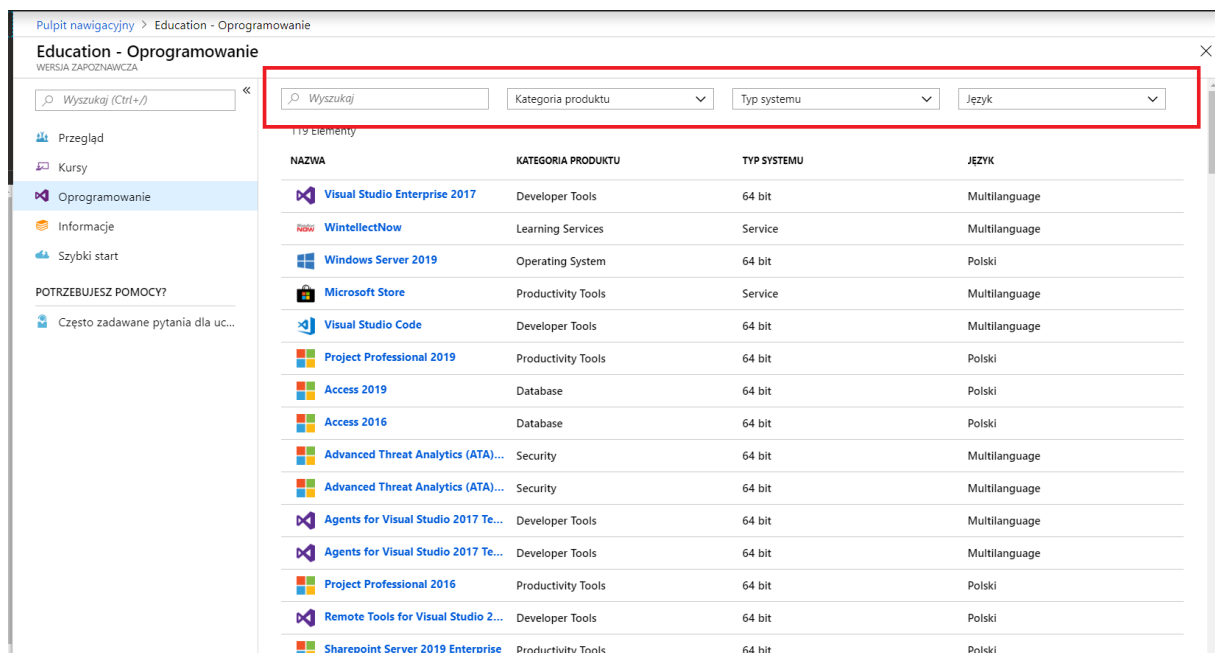 Pulpit nawigacyjny > Education - Oprogramowanie
Education - Oprogramowanie
WERSJA ZAPOZNAWCZA
Wyszukaj (Ctrl+/)
Przegląd
Kursy
Oprogramowanie
Informacje
Szybki start
POTRZEBUJESZ POMOCY?
Często zadawane pytania dla uc...
Wyszukaj Kategoria produktu Typ systemu Język
119 Elementy
NAZWA KATEGORIA PRODUKTU TYP SYSTEMU JĘZYK
Visual Studio Enterprise 2017 Developer Tools 64 bit Multilanguage
WintellectNow Learning Services Service Multilanguage
Windows Server 2019 Operating System 64 bit Polski
Microsoft Store Productivity Tools Service Multilanguage
Visual Studio Code Developer Tools 64 bit Multilanguage
Project Professional 2019 Productivity Tools 64 bit Polski
Access 2019 Database 64 bit Polski
Access 2016 Database 64 bit Polski
Advanced Threat Analytics (ATA)... Security 64 bit Multilanguage
Advanced Threat Analytics (ATA)... Security 64 bit Multilanguage
Agents for Visual Studio 2017 Te... Developer Tools 64 bit Multilanguage
Agents for Visual Studio 2017 Te... Developer Tools 64 bit Multilanguage
Project Professional 2016 Productivity Tools 64 bit Polski
Remote Tools for Visual Studio 2... Developer Tools 64 bit Polski
Sharepoint Server 2019 Enterprise Productivity Tools 64 bit Polski